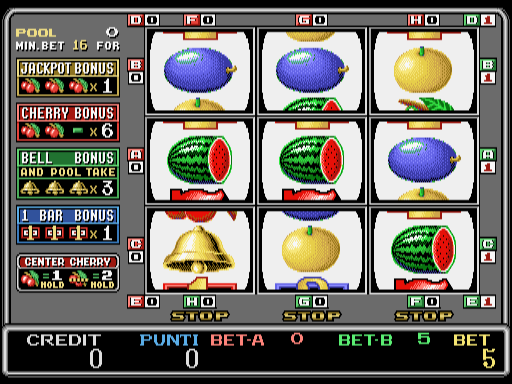 D 0 F 0 G 0 H 0 D 1
POOL 0
MIN.BET 16 FOR
B 0 B 1
JACKPOT BONUS
x 1
CHERRY BONUS
x 6
A 0 A 1
BELL BONUS
AND POOL TAKE
x 3
1 BAR BONUS
x 1
C 0 C 1
CENTER CHERRY
=1 HOLD =2 HOLD
E 0 H 0 G 0 F 0 E 1
STOP STOP STOP
CREDIT PUNTI BET-A 0 BET-B 5 BET
0 0 5